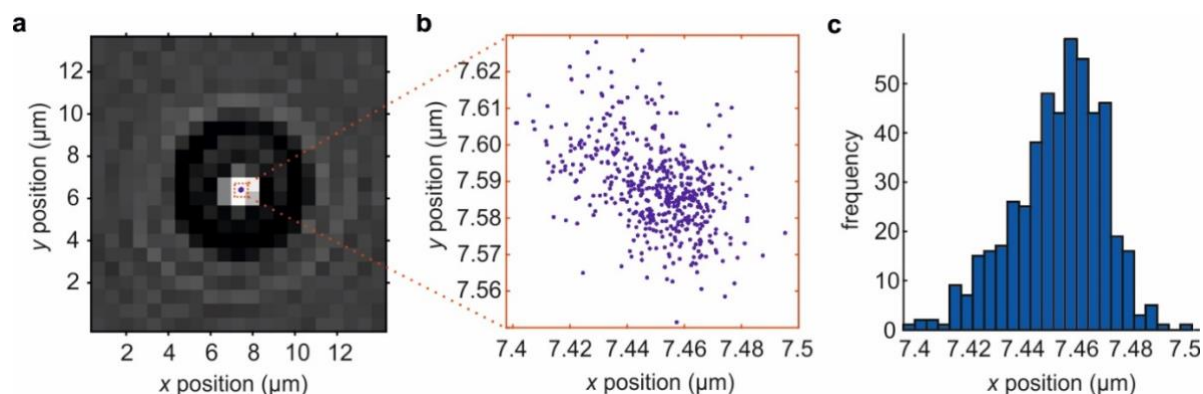 a
12
10
8
6
4
2
y position (µm)
2 4 6 8 10 12
x position (µm)
b
7.62
7.61
7.60
7.59
7.58
7.57
7.56
y position (µm)
7.4 7.42 7.44 7.46 7.48 7.5
x position (µm)
c
50
40
30
20
10
0
frequency
7.4 7.42 7.44 7.46 7.48 7.5
x position (µm)